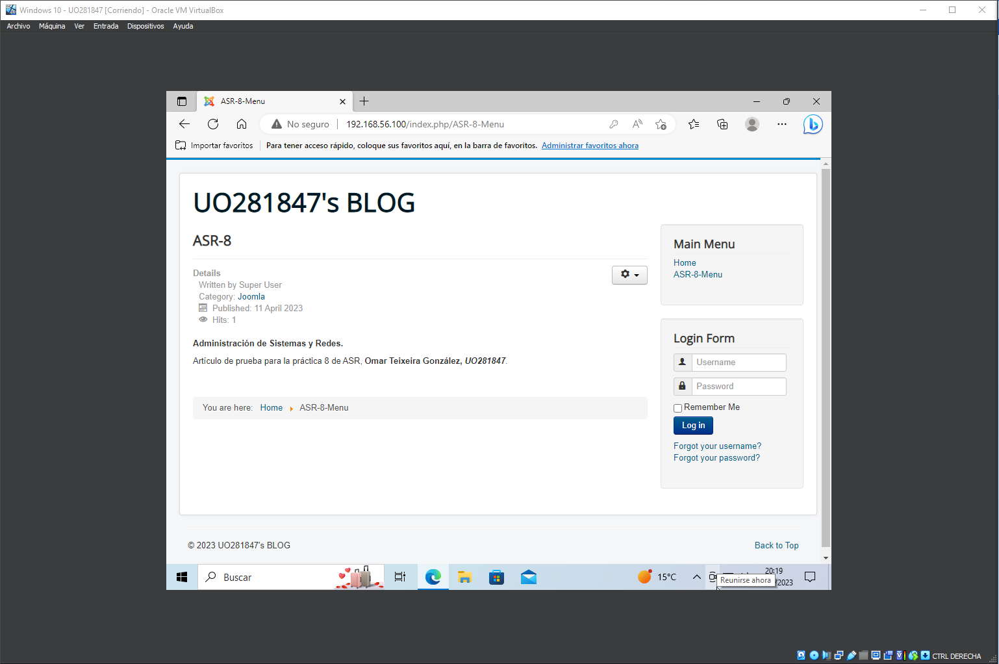 Windows 10 - UO281847 [Corriendo] - Oracle VM VirtualBox
Archivo Máquina Ver Entrada Dispositivos Ayuda
ASR-8-Menu
No seguro 192.168.56.100/index.php/ASR-8-Menu
Importar favoritos Para tener acceso rápido, coloque sus favoritos aquí, en la barra de favoritos. Administrar favoritos ahora
UO281847's BLOG
ASR-8
Details
Written by Super User
Category: Joomla
Published: 11 April 2023
Hits: 1
Administración de Sistemas y Redes.
Artículo de prueba para la práctica 8 de ASR, Omar Teixeira González, UO281847.
You are here: Home ASR-8-Menu
Main Menu
Home
ASR-8-Menu
Login Form
Username
Password
Remember Me
Log in
Forgot your username?
Forgot your password?
© 2023 UO281847's BLOG Back to Top
Buscar
15°C
20:19
/2023
Reunirse ahora
CTRL DERECHA